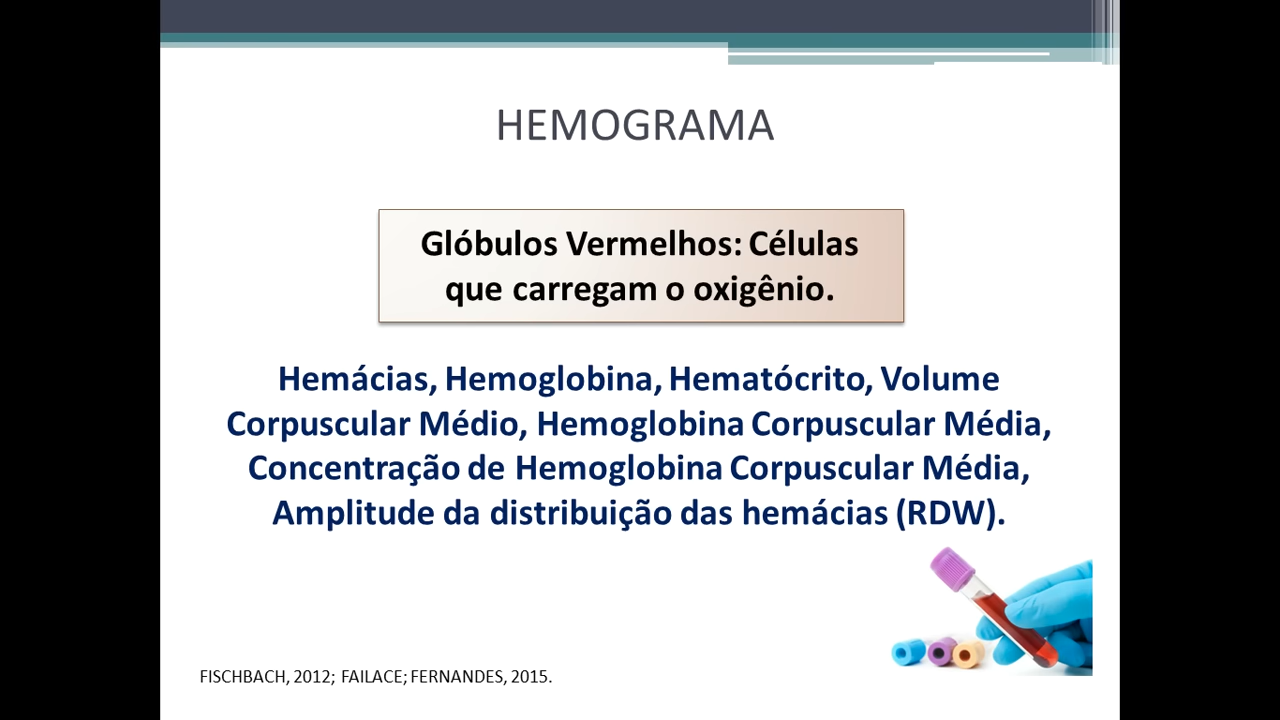 HEMOGRAMA
Glóbulos Vermelhos: Células
que carregam o oxigênio.
Hemácias, Hemoglobina, Hematócrito, Volume
Corpuscular Médio, Hemoglobina Corpuscular Média,
Concentração de Hemoglobina Corpuscular Média,
Amplitude da distribuição das hemácias (RDW).
FISCHBACH, 2012; FAILACE; FERNANDES, 2015.